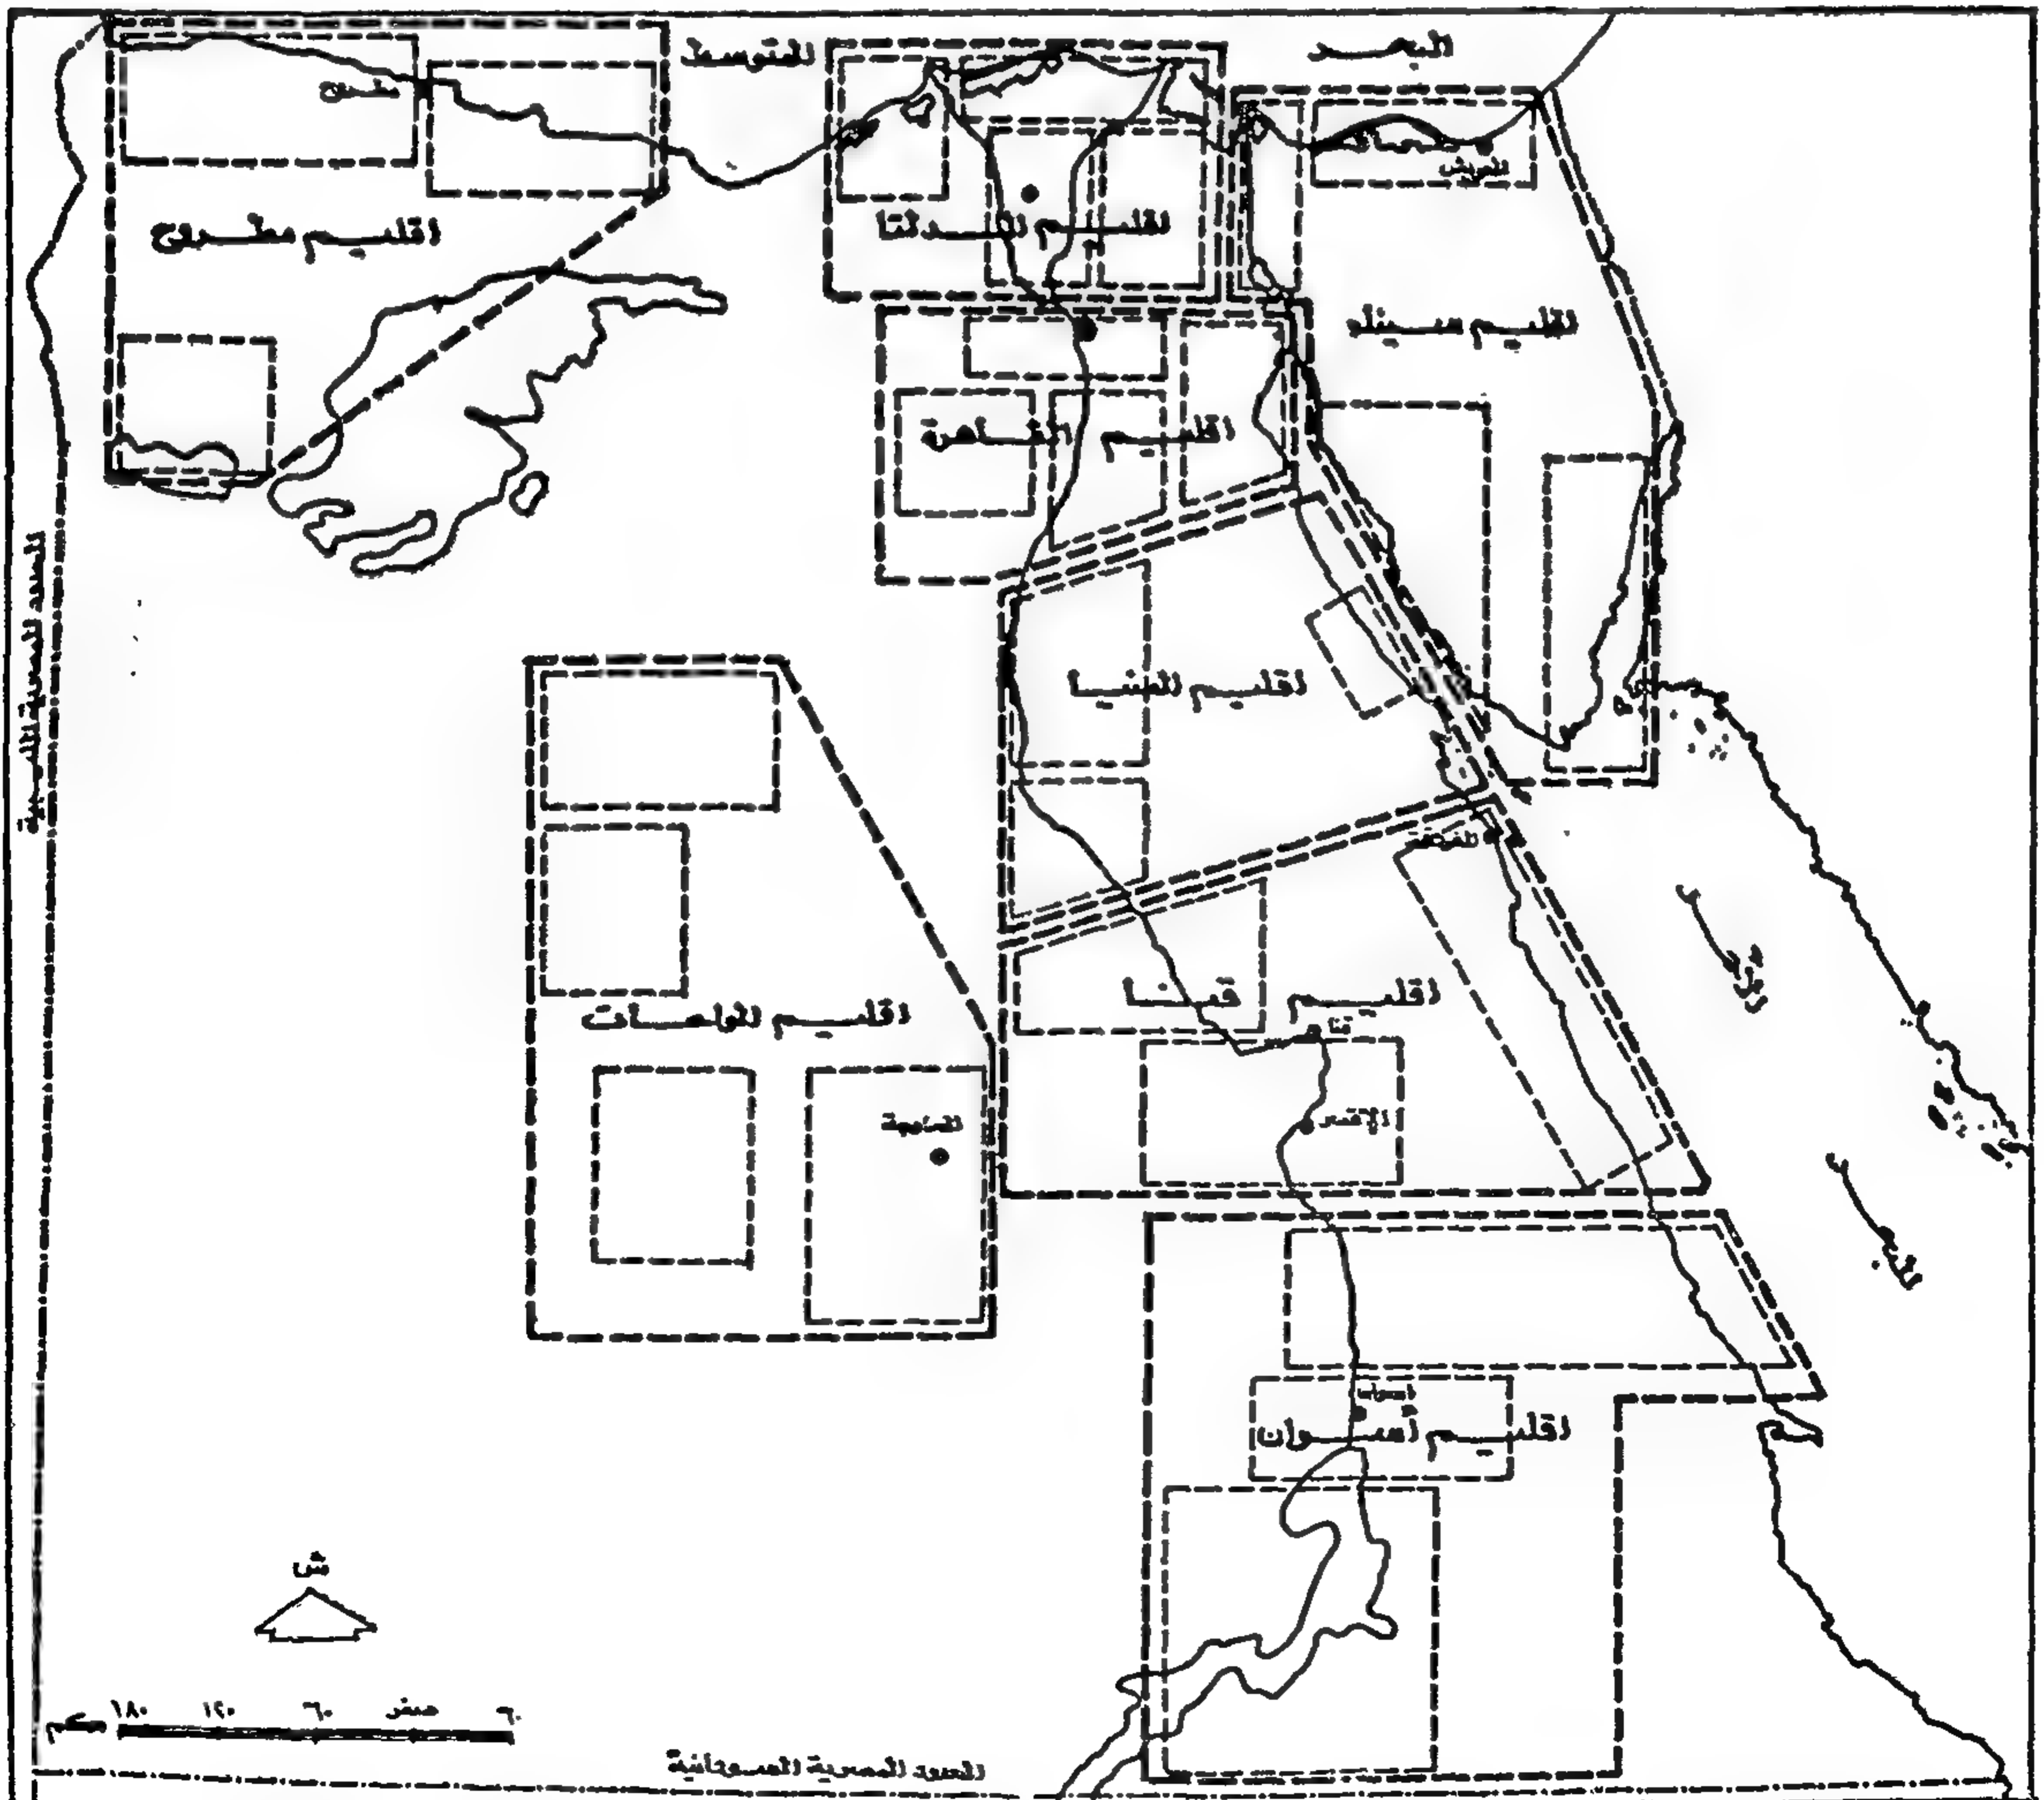 البحر
المتوسط
مطروح
العريش
اقليم مطروح
اقليم الدلتا
اقليم سيناء
اقليم القاهرة
الحدود المصرية الليبية
اقليم المنيا
الغردقة
البحر
اقليم قنا
قنا
اقليم الواحات
الأقصر
الخارجة
الأحمر
أسوان
اقليم أسوان
ش
كم ١٨٠ ١٢٠ ٦٠ صفر ٦٠
الحدود المصرية السودانية